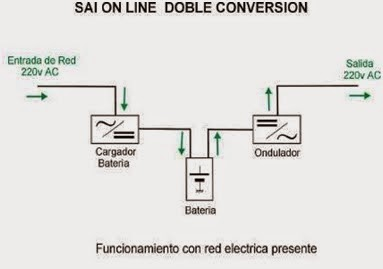 SAI ON LINE DOBLE CONVERSION
Entrada de Red
220v AC
Salida
220v AC
Cargador
Bateria
Ondulador
Bateria
Funcionamiento con red electrica presente